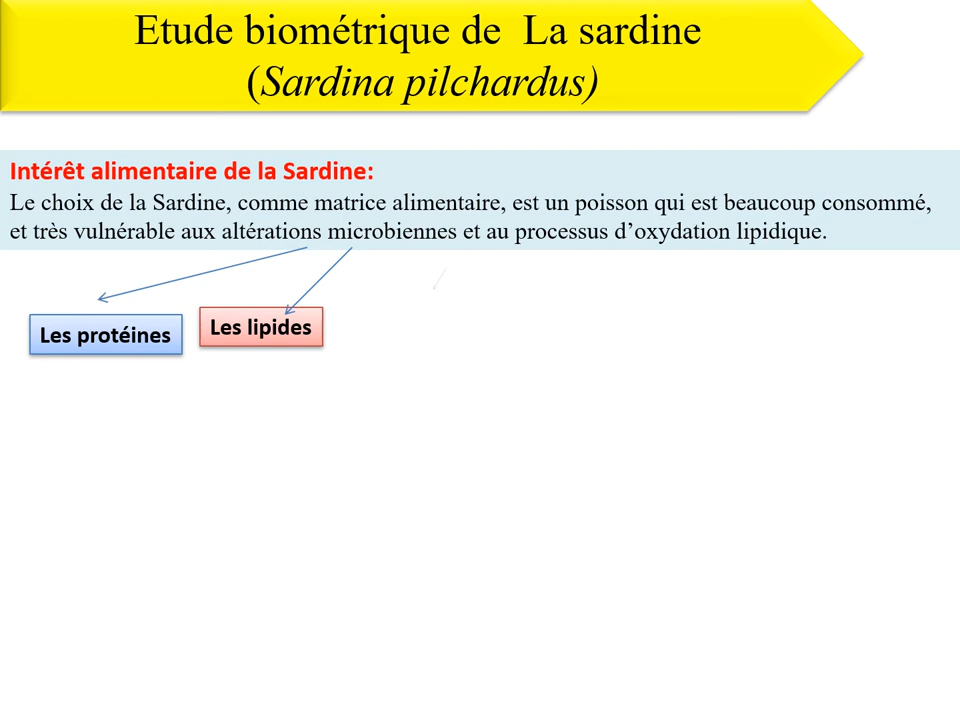 Etude biométrique de La sardine
(Sardina pilchardus)
Intérêt alimentaire de la Sardine:
Le choix de la Sardine, comme matrice alimentaire, est un poisson qui est beaucoup consommé,
et très vulnérable aux altérations microbiennes et au processus d’oxydation lipidique.
Les protéines
Les lipides